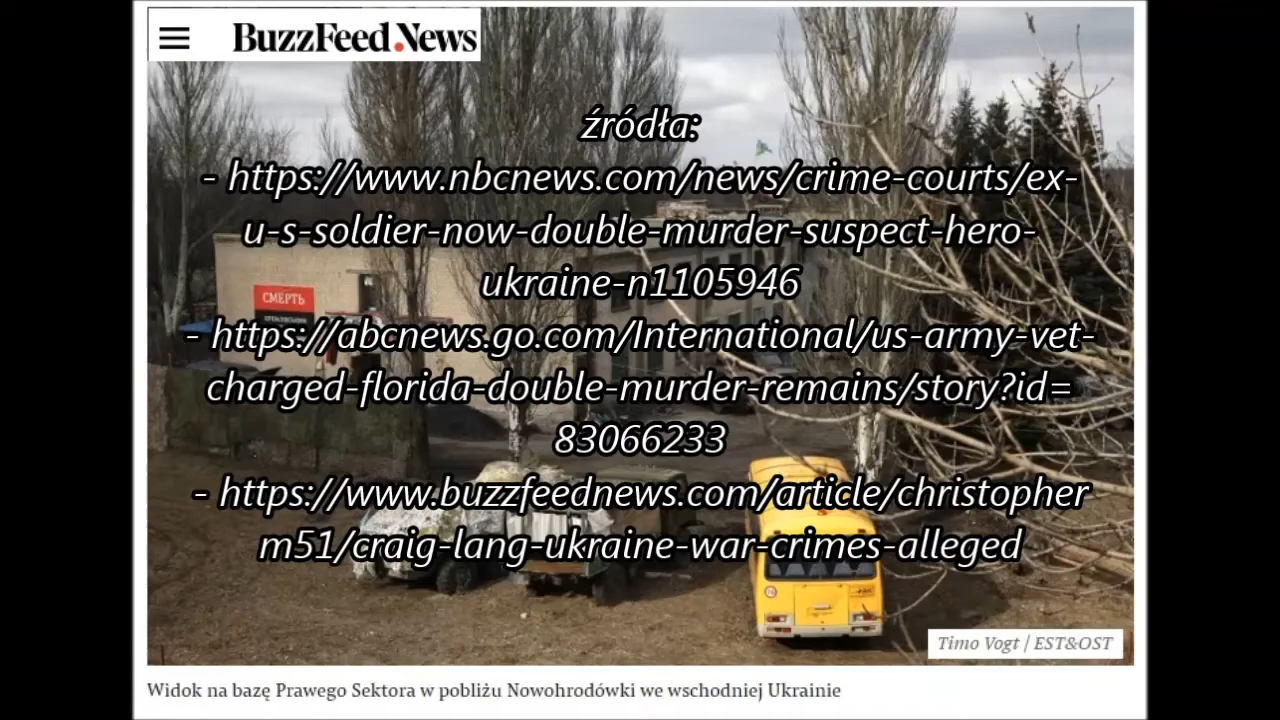 BuzzFeed.News
źródła:
- https://www.nbcnews.com/news/crime-courts/ex-
u-s-soldier-now-double-murder-suspect-hero-
ukraine-n1105946
СМЕРТЬ
- https://abcnews.go.com/International/us-army-vet-
charged-florida-double-murder-remains/story?id=
83066233
- https://www.buzzfeednews.com/article/christopher
m51/craig-lang-ukraine-war-crimes-alleged
Timo Vogt / EST&OST
Widok na bazę Prawego Sektora w pobliżu Nowohrodówki we wschodniej Ukrainie